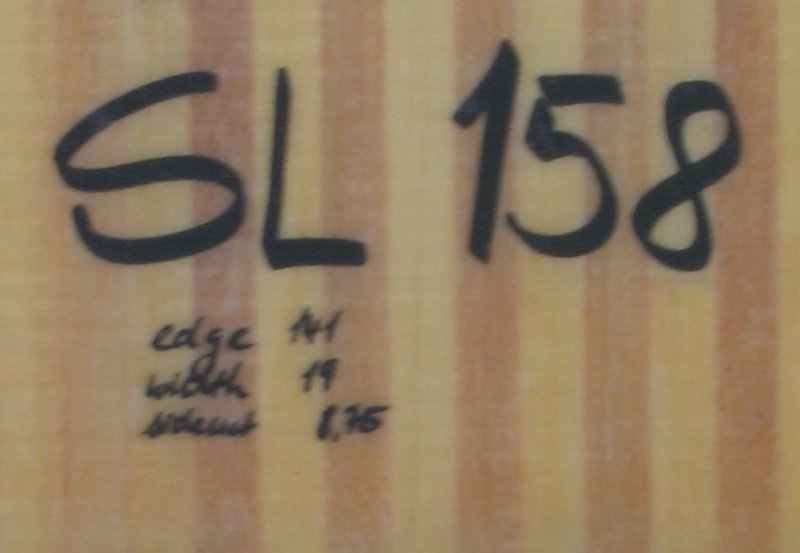 SL 158
edge 141
width 19
sidecut 8,75